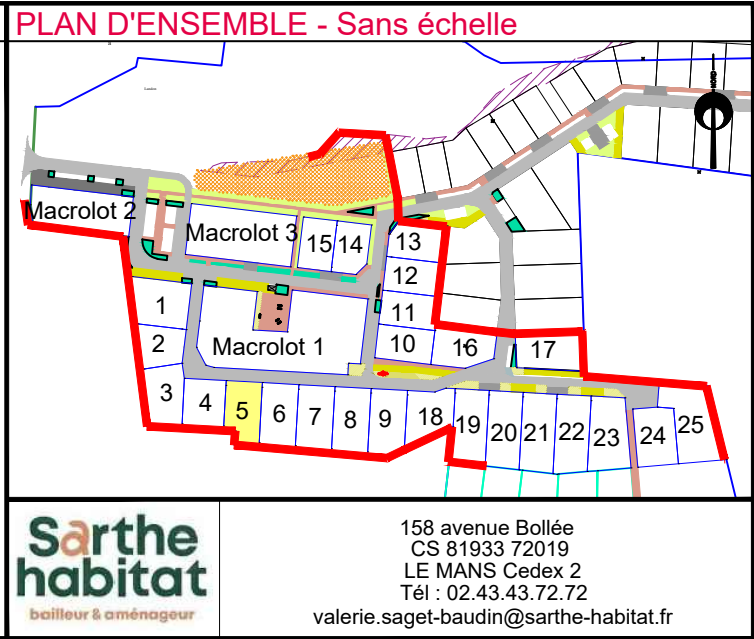 PLAN D'ENSEMBLE - Sans échelle
Macrolot 2
Macrolot 3
15
14
13
12
11
10
16
17
1
2
3
Macrolot 1
4
5
6
7
8
9
18
19
20
21
22
23
24
25
Sarthe
habitat
bailleur & aménageur
158 avenue Bollée
CS 81933 72019
LE MANS Cedex 2
Tél : 02.43.43.72.72
valerie.saget-baudin@sarthe-habitat.fr